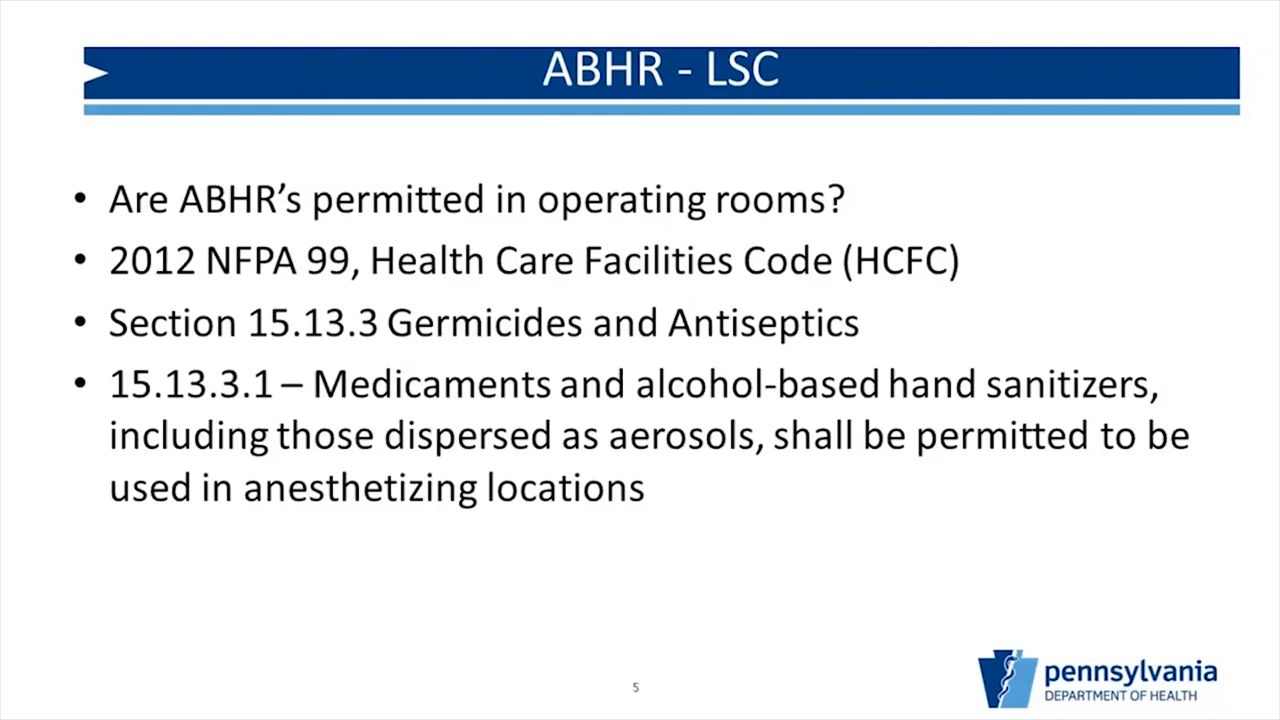 ABHR - LSC
• Are ABHR’s permitted in operating rooms?
• 2012 NFPA 99, Health Care Facilities Code (HCFC)
• Section 15.13.3 Germicides and Antiseptics
• 15.13.3.1 – Medicaments and alcohol-based hand sanitizers,
including those dispersed as aerosols, shall be permitted to be
used in anesthetizing locations
5
pennsylvania
DEPARTMENT OF HEALTH